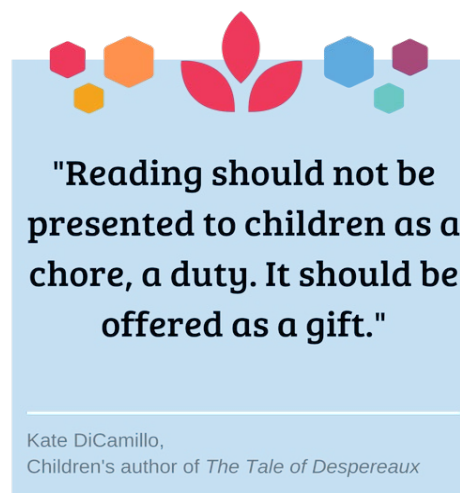 "Reading should not be
presented to children as a
chore, a duty. It should be
offered as a gift."
Kate DiCamillo,
Children's author of The Tale of Despereaux